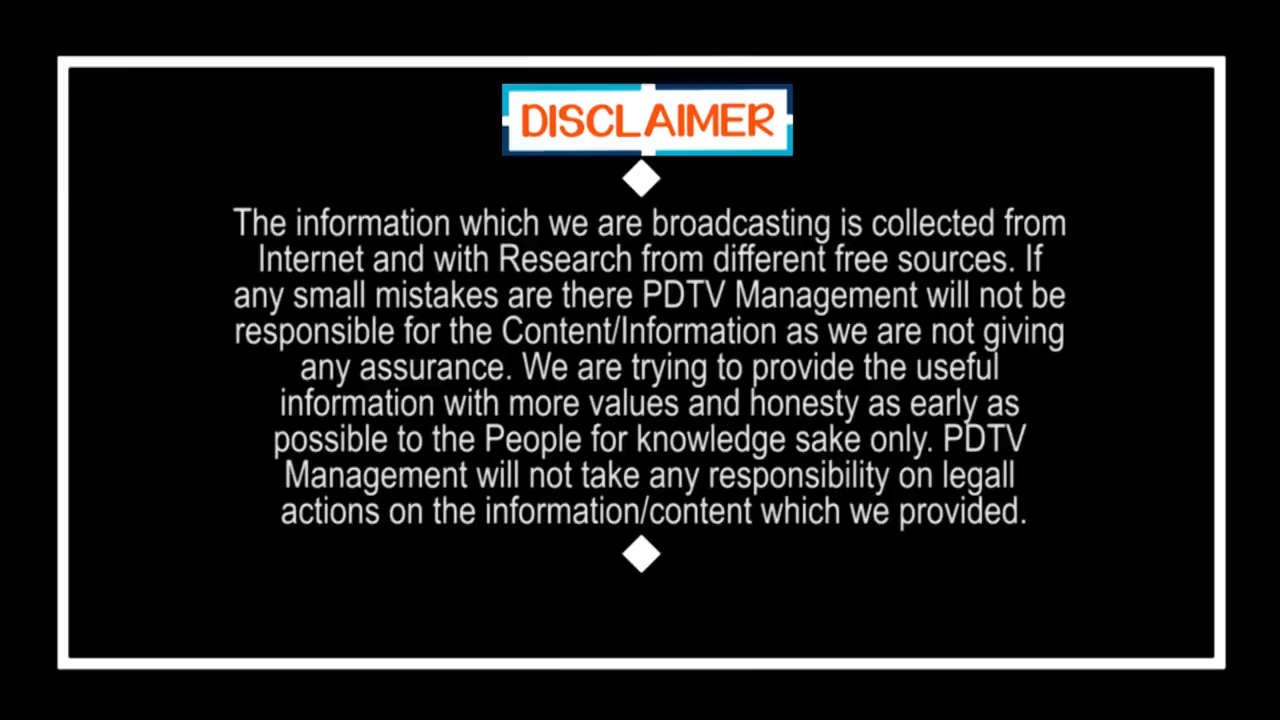 DISCLAIMER
The information which we are broadcasting is collected from
Internet and with Research from different free sources. If
any small mistakes are there PDTV Management will not be
responsible for the Content/Information as we are not giving
any assurance. We are trying to provide the useful
information with more values and honesty as early as
possible to the People for knowledge sake only. PDTV
Management will not take any responsibility on legall
actions on the information/content which we provided.